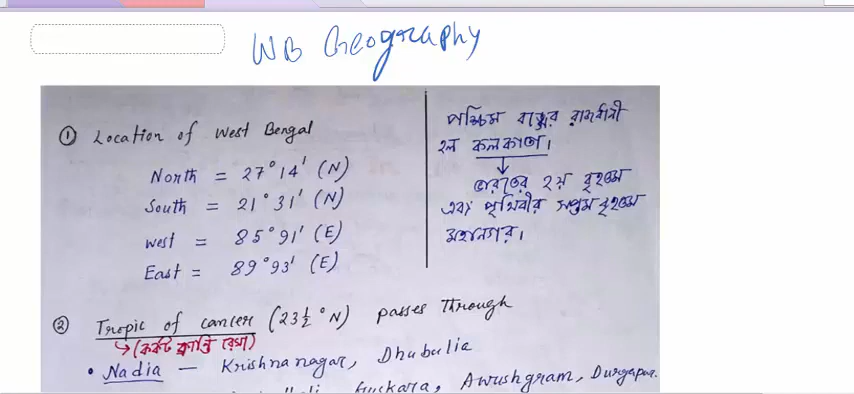 WB Geography
① Location of West Bengal
North = 27°14' (N)
South = 21°31' (N)
West = 85°91' (E)
East = 89°93' (E)
পশ্চিম বঙ্গের রাজধানী
হল কলকাতা।
ভারতের ২য় বৃহত্তম
এবং পৃথিবীর সপ্তম বৃহত্তম
মহানগর।
② Tropic of cancer (23½°N) passes through
→(কর্কট ক্রান্তি রেখা)
• Nadia — Krishnanagar, Dhubulia
Guskara, Awushgram, Durgapur.